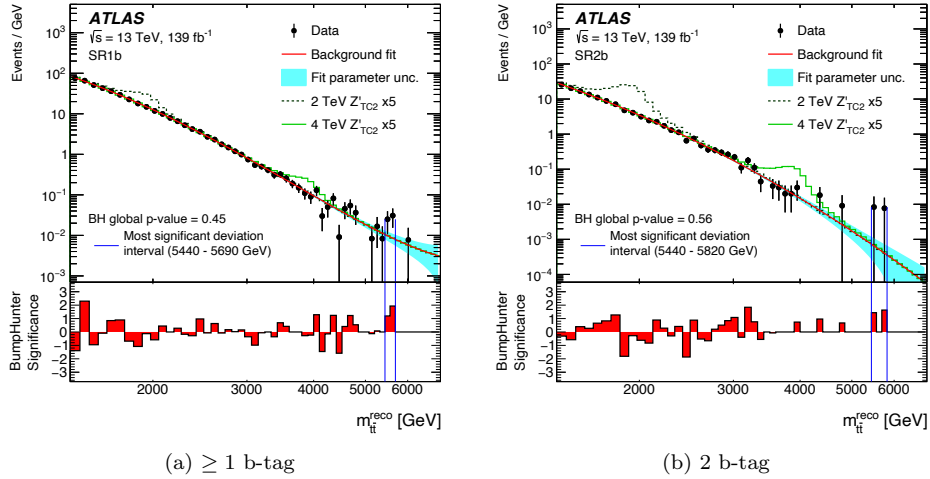 ATLAS
√s = 13 TeV, 139 fb⁻¹
SR1b
Data
Background fit
Fit parameter unc.
2 TeV Z'TC2 x5
4 TeV Z'TC2 x5
BH global p-value = 0.45
Most significant deviation
interval (5440 - 5690 GeV)
Events / GeV
10³
10²
10
1
10⁻¹
10⁻²
10⁻³
BumpHunter
Significance
3
2
1
0
−1
−2
−3
2000
3000
4000
5000
6000
m_tt̄^reco [GeV]
(a) ≥ 1 b-tag
ATLAS
√s = 13 TeV, 139 fb⁻¹
SR2b
Data
Background fit
Fit parameter unc.
2 TeV Z'TC2 x5
4 TeV Z'TC2 x5
BH global p-value = 0.56
Most significant deviation
interval (5440 - 5820 GeV)
Events / GeV
10³
10²
10
1
10⁻¹
10⁻²
10⁻³
10⁻⁴
BumpHunter
Significance
3
2
1
0
−1
−2
−3
2000
3000
4000
5000
6000
m_tt̄^reco [GeV]
(b) 2 b-tag